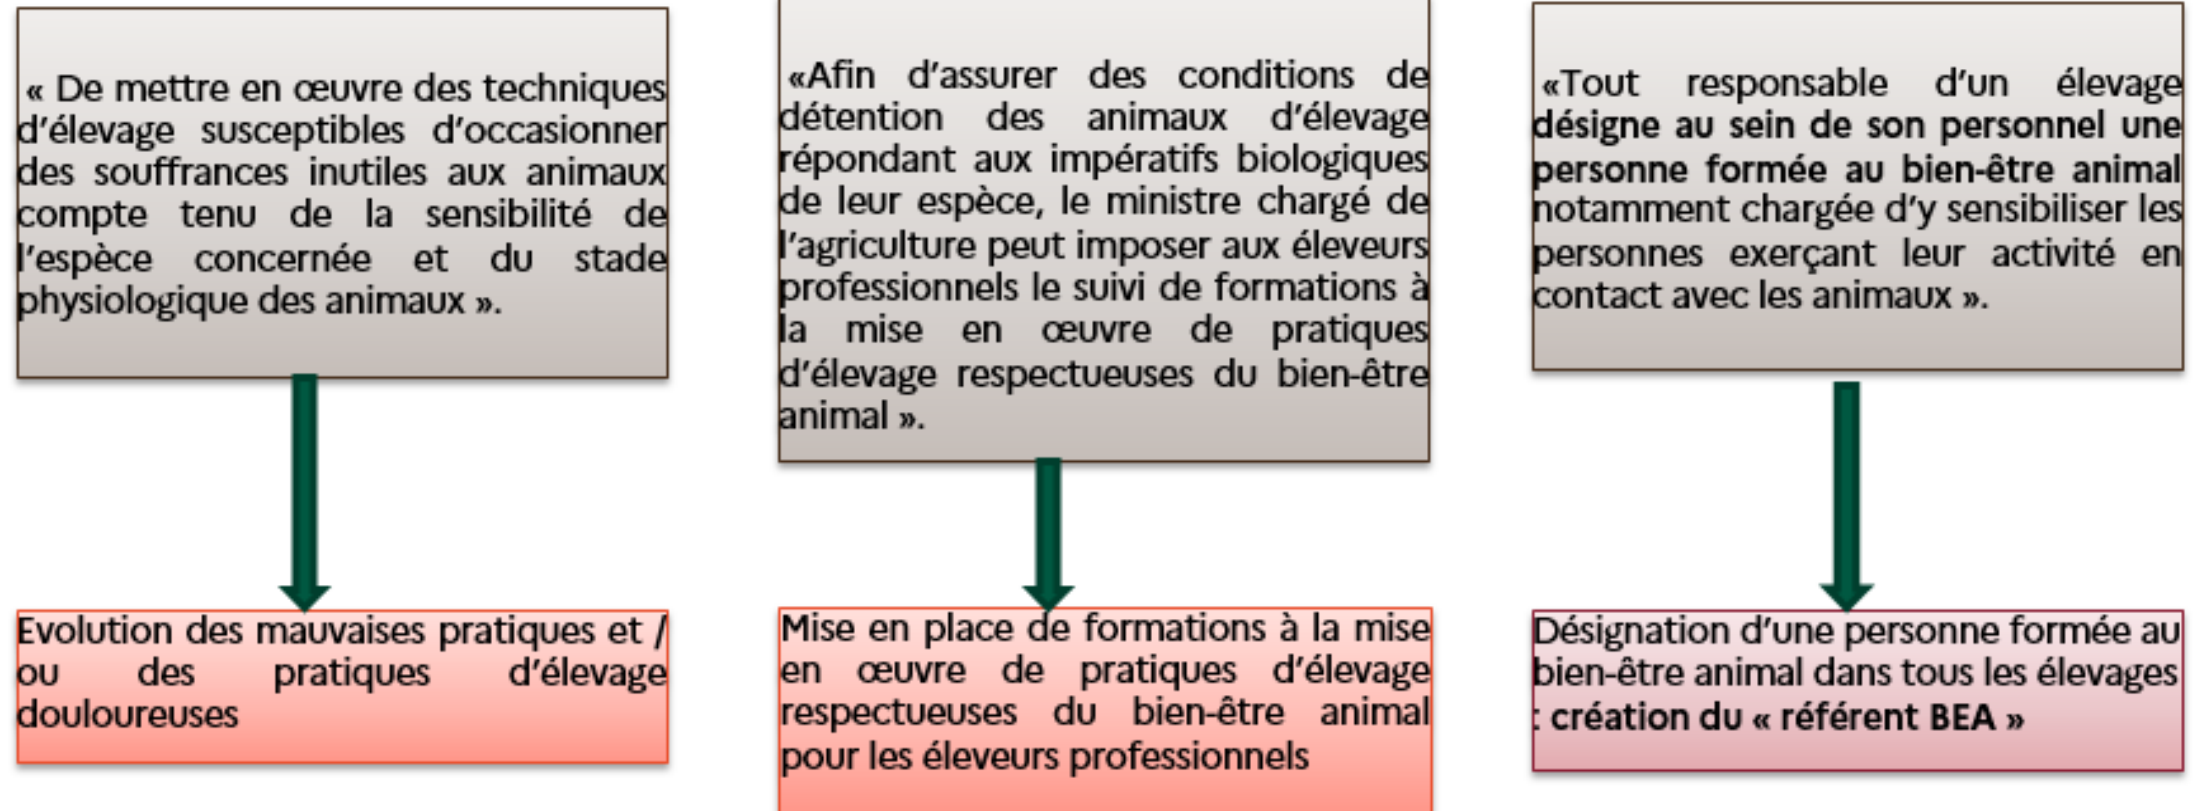 « De mettre en œuvre des techniques
d'élevage susceptibles d'occasionner
des souffrances inutiles aux animaux
compte tenu de la sensibilité de
l'espèce concernée et du stade
physiologique des animaux ».
«Afin d'assurer des conditions de
détention des animaux d'élevage
répondant aux impératifs biologiques
de leur espèce, le ministre chargé de
l'agriculture peut imposer aux éleveurs
professionnels le suivi de formations à
la mise en œuvre de pratiques
d'élevage respectueuses du bien-être
animal ».
«Tout responsable d'un élevage
désigne au sein de son personnel une
personne formée au bien-être animal
notamment chargée d'y sensibiliser les
personnes exerçant leur activité en
contact avec les animaux ».
Evolution des mauvaises pratiques et /
ou des pratiques d'élevage
douloureuses
Mise en place de formations à la mise
en œuvre de pratiques d'élevage
respectueuses du bien-être animal
pour les éleveurs professionnels
Désignation d'une personne formée au
bien-être animal dans tous les élevages
: création du « référent BEA »